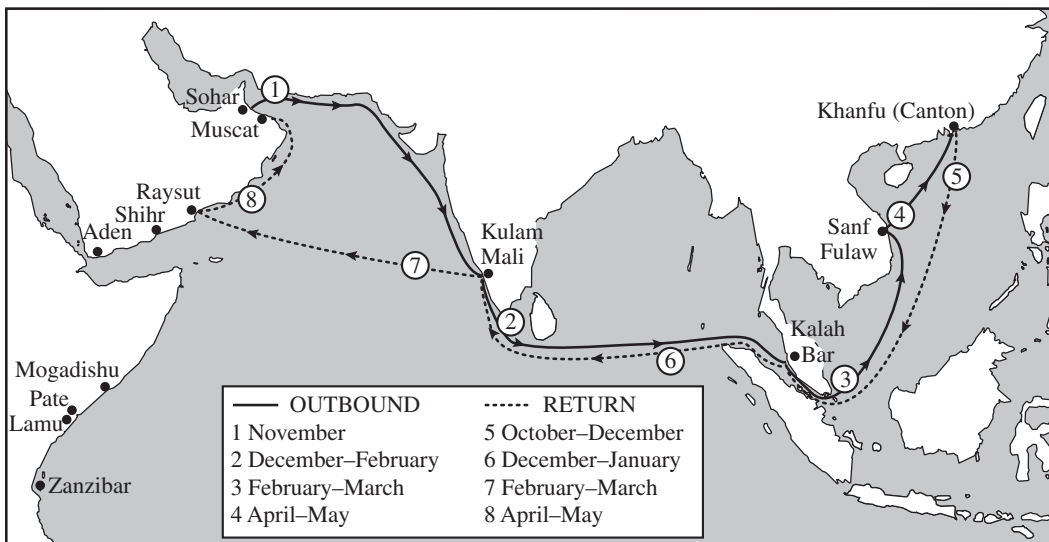 Sohar
Muscat
1
Raysut
Shihr
Aden
8
7
Kulam
Mali
2
6
Khanfu (Canton)
5
4
Sanf
Fulaw
Kalah
Bar
3
Mogadishu
Pate
Lamu
Zanzibar
OUTBOUND
1 November
2 December–February
3 February–March
4 April–May
RETURN
5 October–December
6 December–January
7 February–March
8 April–May